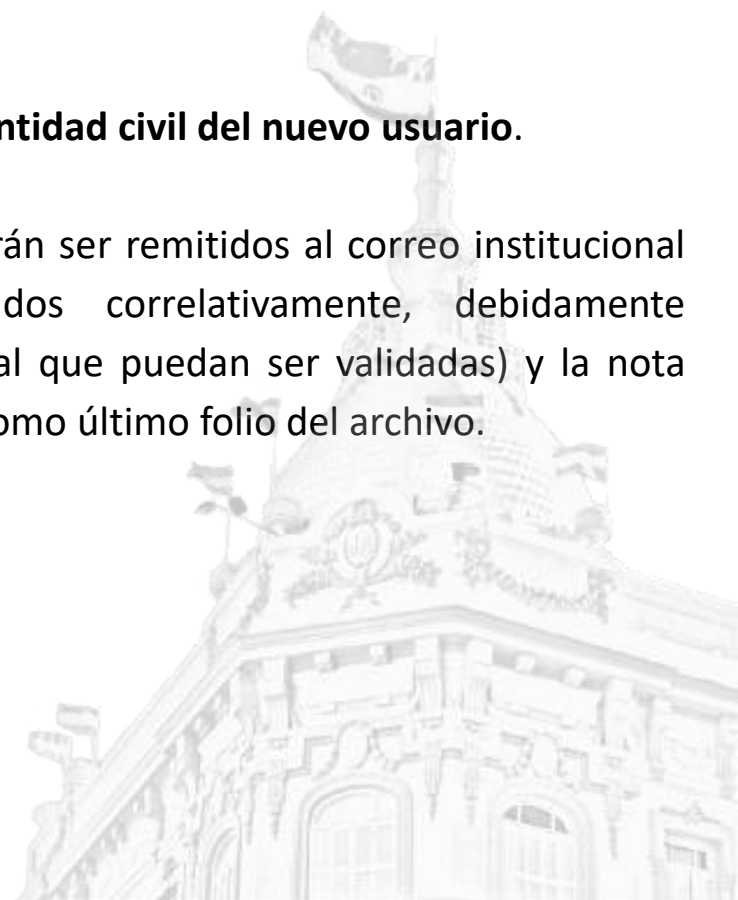 ntidad civil del nuevo usuario.
rán ser remitidos al correo institucional
dos correlativamente, debidamente
al que puedan ser validadas) y la nota
omo último folio del archivo.